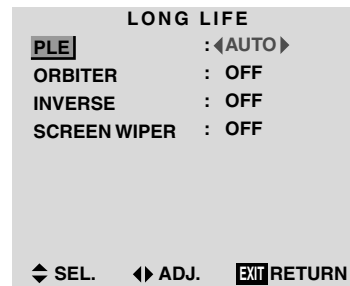 LONG LIFE
PLE : ◀AUTO▶
ORBITER : OFF
INVERSE : OFF
SCREEN WIPER : OFF
▲▼ SEL. ◀▶ ADJ. EXIT RETURN